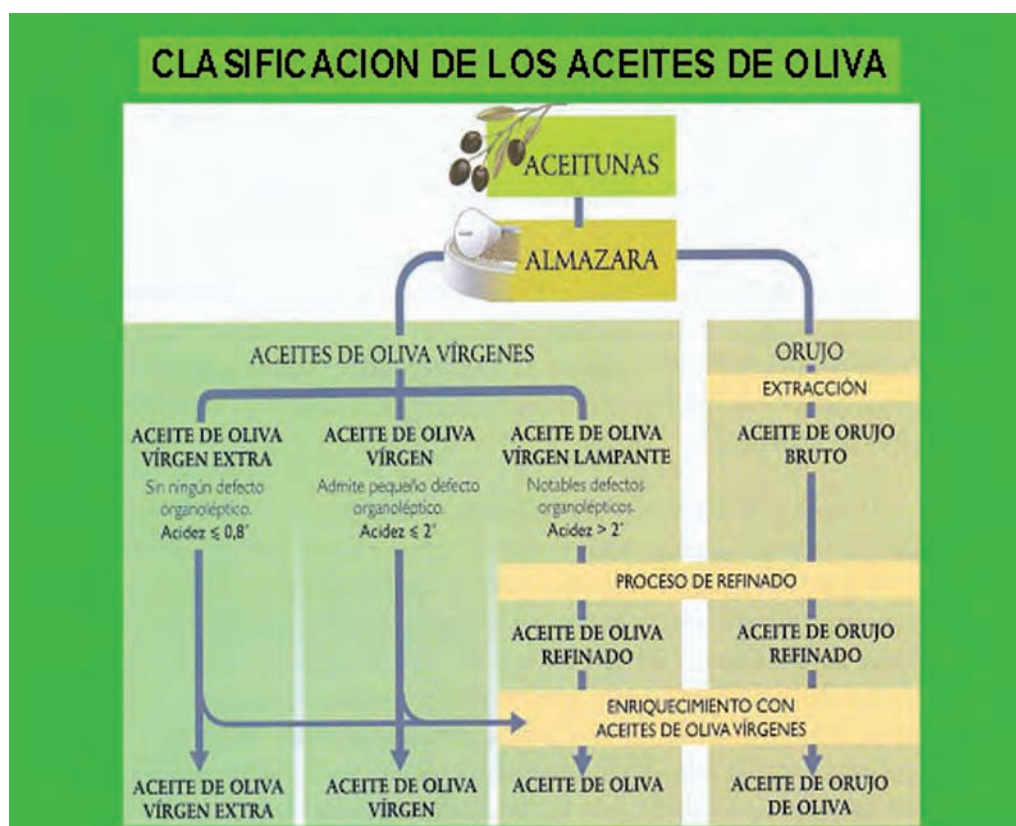 CLASIFICACION DE LOS ACEITES DE OLIVA
ACEITUNAS
ALMAZARA
ACEITES DE OLIVA VÍRGENES
ORUJO
EXTRACCIÓN
ACEITE DE OLIVA
VÍRGEN EXTRA
Sin ningún defecto
organoléptico.
Acidez ≤ 0,8°
ACEITE DE OLIVA
VÍRGEN
Admite pequeño defecto
organoléptico.
Acidez ≤ 2°
ACEITE DE OLIVA
VÍRGEN LAMPANTE
Notables defectos
organolépticos.
Acidez > 2°
ACEITE DE ORUJO
BRUTO
PROCESO DE REFINADO
ACEITE DE OLIVA
REFINADO
ACEITE DE ORUJO
REFINADO
ENRIQUECIMIENTO CON
ACEITES DE OLIVA VÍRGENES
ACEITE DE OLIVA
VÍRGEN EXTRA
ACEITE DE OLIVA
VÍRGEN
ACEITE DE OLIVA
ACEITE DE ORUJO
DE OLIVA